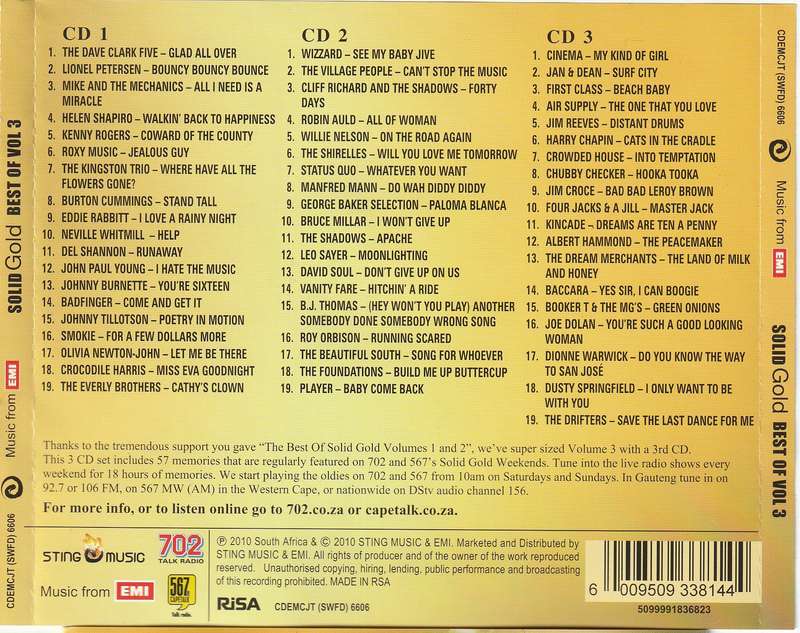 CD 1
1. THE DAVE CLARK FIVE – GLAD ALL OVER
2. LIONEL PETERSEN – BOUNCY BOUNCY BOUNCE
3. MIKE AND THE MECHANICS – ALL I NEED IS A
MIRACLE
4. HELEN SHAPIRO – WALKIN' BACK TO HAPPINESS
5. KENNY ROGERS – COWARD OF THE COUNTY
6. ROXY MUSIC – JEALOUS GUY
7. THE KINGSTON TRIO – WHERE HAVE ALL THE
FLOWERS GONE?
8. BURTON CUMMINGS – STAND TALL
9. EDDIE RABBITT – I LOVE A RAINY NIGHT
10. NEVILLE WHITMILL – HELP
11. DEL SHANNON – RUNAWAY
12. JOHN PAUL YOUNG – I HATE THE MUSIC
13. JOHNNY BURNETTE – YOU'RE SIXTEEN
14. BADFINGER – COME AND GET IT
15. JOHNNY TILLOTSON – POETRY IN MOTION
16. SMOKIE – FOR A FEW DOLLARS MORE
17. OLIVIA NEWTON-JOHN – LET ME BE THERE
18. CROCODILE HARRIS – MISS EVA GOODNIGHT
19. THE EVERLY BROTHERS – CATHY'S CLOWN
CD 2
1. WIZZARD – SEE MY BABY JIVE
2. THE VILLAGE PEOPLE – CAN'T STOP THE MUSIC
3. CLIFF RICHARD AND THE SHADOWS – FORTY
DAYS
4. ROBIN AULD – ALL OF WOMAN
5. WILLIE NELSON – ON THE ROAD AGAIN
6. THE SHIRELLES – WILL YOU LOVE ME TOMORROW
7. STATUS QUO – WHATEVER YOU WANT
8. MANFRED MANN – DO WAH DIDDY DIDDY
9. GEORGE BAKER SELECTION – PALOMA BLANCA
10. BRUCE MILLAR – I WON'T GIVE UP
11. THE SHADOWS – APACHE
12. LEO SAYER – MOONLIGHTING
13. DAVID SOUL – DON'T GIVE UP ON US
14. VANITY FARE – HITCHIN' A RIDE
15. B.J. THOMAS – (HEY WON'T YOU PLAY) ANOTHER
SOMEBODY DONE SOMEBODY WRONG SONG
16. ROY ORBISON – RUNNING SCARED
17. THE BEAUTIFUL SOUTH – SONG FOR WHOEVER
18. THE FOUNDATIONS – BUILD ME UP BUTTERCUP
19. PLAYER – BABY COME BACK
CD 3
1. CINEMA – MY KIND OF GIRL
2. JAN & DEAN – SURF CITY
3. FIRST CLASS – BEACH BABY
4. AIR SUPPLY – THE ONE THAT YOU LOVE
5. JIM REEVES – DISTANT DRUMS
6. HARRY CHAPIN – CATS IN THE CRADLE
7. CROWDED HOUSE – INTO TEMPTATION
8. CHUBBY CHECKER – HOOKA TOOKA
9. JIM CROCE – BAD BAD LEROY BROWN
10. FOUR JACKS & A JILL – MASTER JACK
11. KINCADE – DREAMS ARE TEN A PENNY
12. ALBERT HAMMOND – THE PEACEMAKER
13. THE DREAM MERCHANTS – THE LAND OF MILK
AND HONEY
14. BACCARA – YES SIR, I CAN BOOGIE
15. BOOKER T & THE MG'S – GREEN ONIONS
16. JOE DOLAN – YOU'RE SUCH A GOOD LOOKING
WOMAN
17. DIONNE WARWICK – DO YOU KNOW THE WAY
TO SAN JOSÉ
18. DUSTY SPRINGFIELD – I ONLY WANT TO BE
WITH YOU
19. THE DRIFTERS – SAVE THE LAST DANCE FOR ME
Thanks to the tremendous support you gave "The Best Of Solid Gold Volumes 1 and 2", we've super sized Volume 3 with a 3rd CD.
This 3 CD set includes 57 memories that are regularly featured on 702 and 567's Solid Gold Weekends. Tune into the live radio shows every
weekend for 18 hours of memories. We start playing the oldies on 702 and 567 from 10am on Saturdays and Sundays. In Gauteng tune in on
92.7 or 106 FM, on 567 MW (AM) in the Western Cape, or nationwide on DStv audio channel 156.
For more info, or to listen online go to 702.co.za or capetalk.co.za.
STING MUSIC
702
TALK RADIO
Music from EMI
567
CAPETALK
Talk radio.
℗ 2010 South Africa & © 2010 STING MUSIC & EMI. Marketed and Distributed by
STING MUSIC & EMI. All rights of producer and of the owner of the work reproduced
reserved. Unauthorised copying, hiring, lending, public performance and broadcasting
of this recording prohibited. MADE IN RSA
RiSA CDEMCJT (SWFD) 6606
6 009509 338144
5099991836823
CDEMCJT (SWFD) 6606
Music from EMI
SOLID Gold BEST OF VOL 3
CDEMCJT (SWFD) 6606
Music from EMI
SOLID Gold BEST OF VOL 3